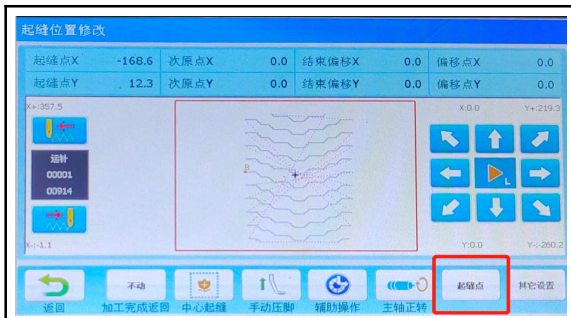 起缝位置修改
起缝点X -168.6 次原点X 0.0 结束偏移X 0.0 偏移点X 0.0
起缝点Y 12.3 次原点Y 0.0 结束偏移Y 0.0 偏移点Y 0.0
X+:357.5 X:0.0 Y+:219.3
运针
00001
00914
L
X-:-1.1 Y:0.0 Y-:-260.2
不动 起缝点 其它设置
返回 加工完成返回 中心起缝 手动压脚 辅助操作 主轴正转